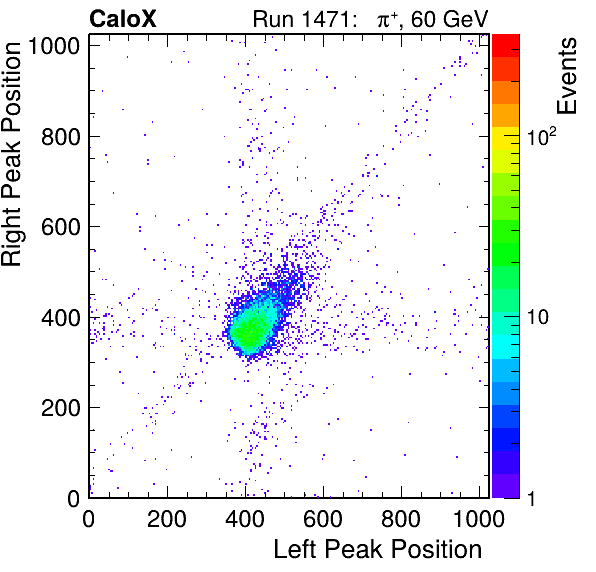 CaloX Run 1471: π⁺, 60 GeV
Right Peak Position
1000
800
600
400
200
0
0 200 400 600 800 1000
Left Peak Position
Events
10²
10
1